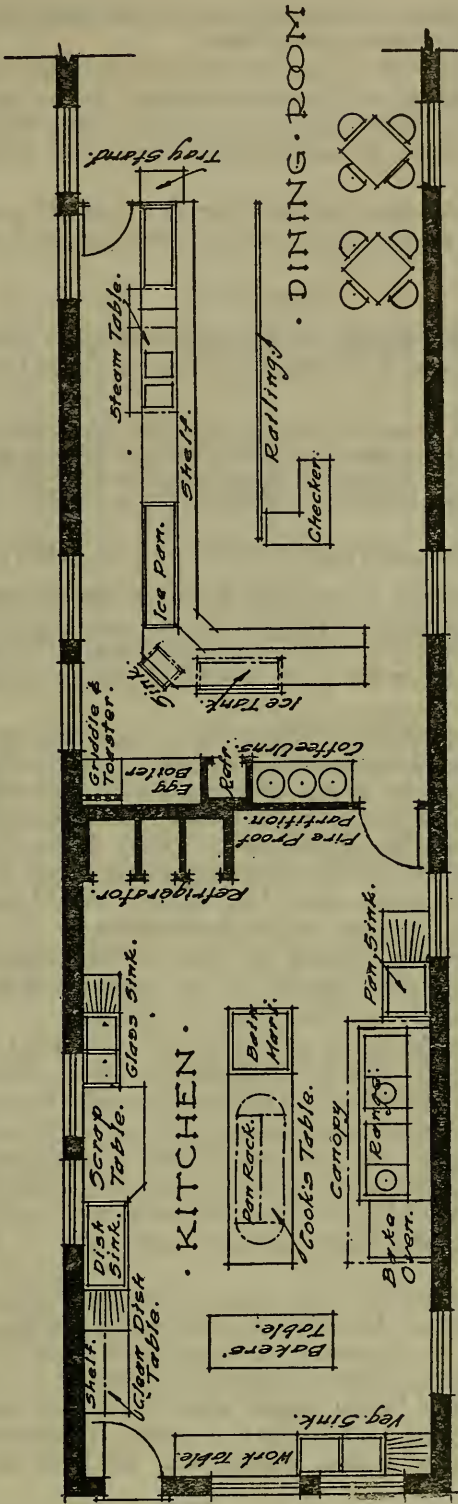 · DINING · ROOM
Tray Stand.
Steam Table.
Shelf.
Railing
Checker.
Ice Pan.
Sink.
Ice Tank.
Griddle &
Toaster.
Egg
Boiler
Refr.
Coffee Urns
Fire Proof
Partition.
Refrigerator.
Glass Sink.
Scrap
Table.
Dish
Sink.
Clean Dish
Table.
Shelf.
· KITCHEN ·
Bain
Mary.
Pan Rack.
Cook's Table.
Pan Sink.
Canopy
Range.
Bake
Oven.
Bakers'
Table.
Work Table.
Veg. Sink.